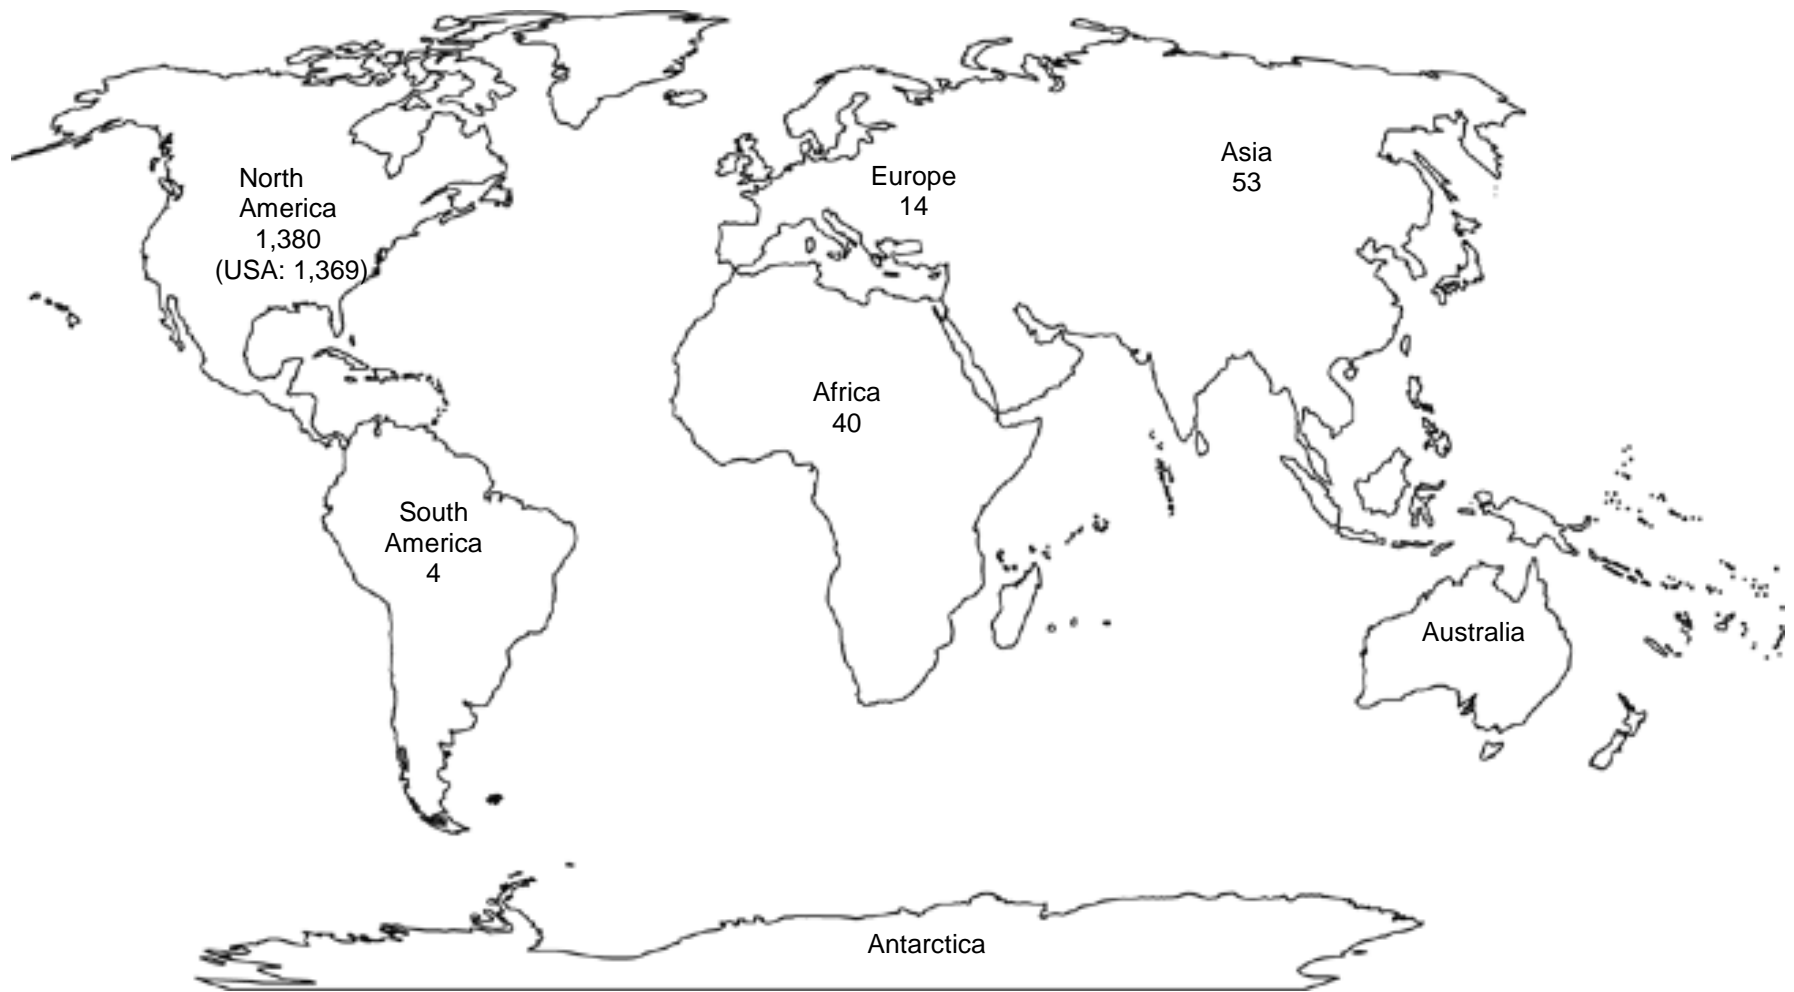 North
America
1,380
(USA: 1,369)
Europe
14
Asia
53
Africa
40
South
America
4
Australia
Antarctica